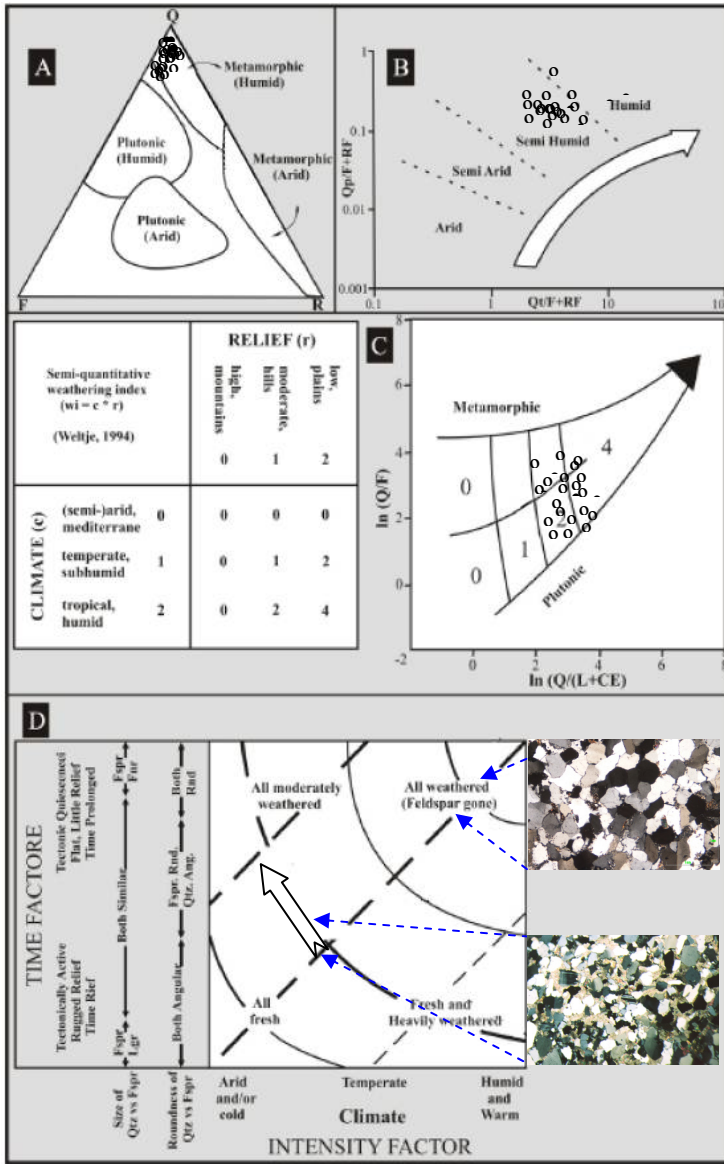 A
Q
Metamorphic
(Humid)
Plutonic
(Humid)
Metamorphic
(Arid)
Plutonic
(Arid)
F
R
B
Qp/F+RF
1
0.1
0.01
0.001
Humid
Semi Humid
Semi Arid
Arid
0.1
1
10
Qt/F+RF
Semi-quantitative
weathering index
(wi = c * r)
(Weltje, 1994)
RELIEF (r)
high,
mountains
moderate,
hills
low,
plains
0
1
2
CLIMATE (c)
(semi-)arid,
mediterrane
0
0
0
0
temperate,
subhumid
1
0
1
2
tropical,
humid
2
0
2
4
C
ln (Q/F)
8
6
4
2
0
-2
Metamorphic
4
0
2
1
0
Plutonic
0
2
4
6
8
ln (Q/(L+CE)
D
TIME FACTORE
Tectonic Quiesceneci
Flat, Little Relief
Time Prolonged
Tectonically Active
Rugged Relief
Time Rief
Fspr
Fnr
Both Similar
Fspr
Lgr
Size of
Qtz vs Fspr
Both
Rnd
Fspr. Rnd,
Qtz. Ang.
Both Angular
Roundness of
Qtz vs Fspr
All moderately
weathered
All weathered
(Feldspar gone)
All
fresh
Fresh and
Heavily weathered
Arid
and/or
cold
Temperate
Humid
and
Warm
Climate
INTENSITY FACTOR